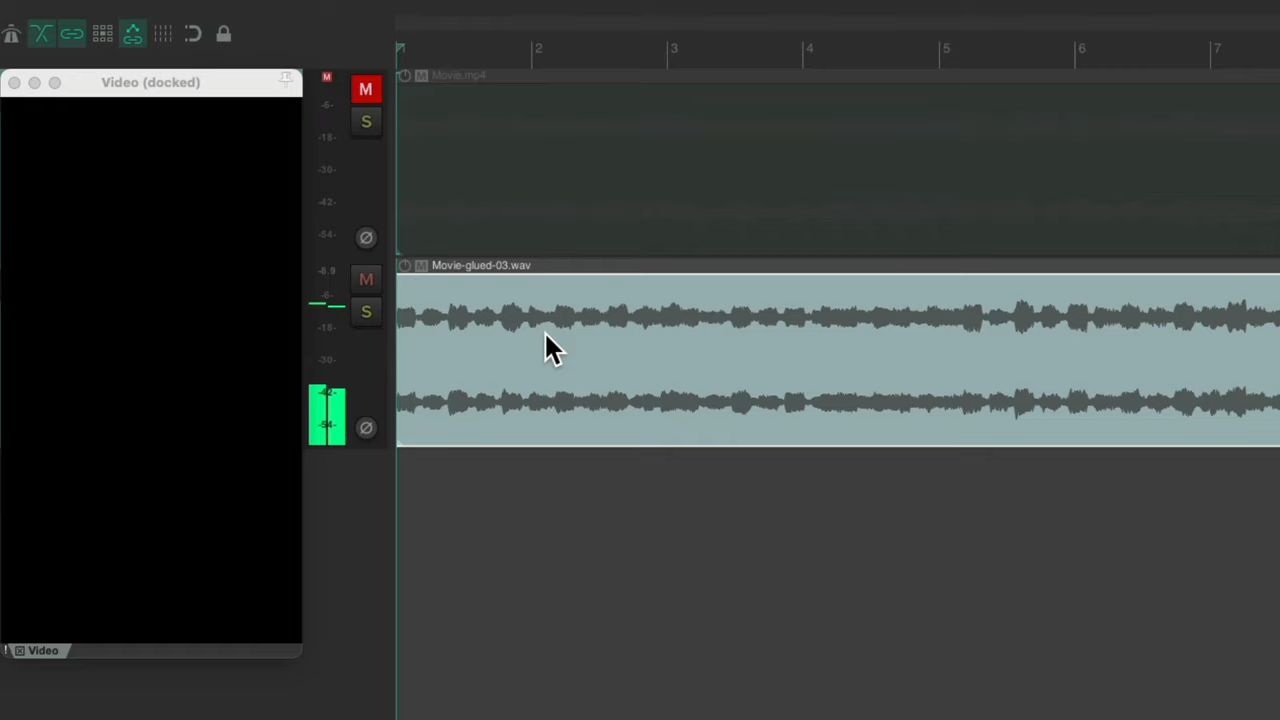 2 3 4 5 6 7
Video (docked)
M
M
-6-
S
-18-
-30-
-42-
-54-
Ø
M Movie.mp4
M Movie-glued-03.wav
-8.9
M
-6-
S
-18-
-30-
-42-
-54-
Ø
! Video